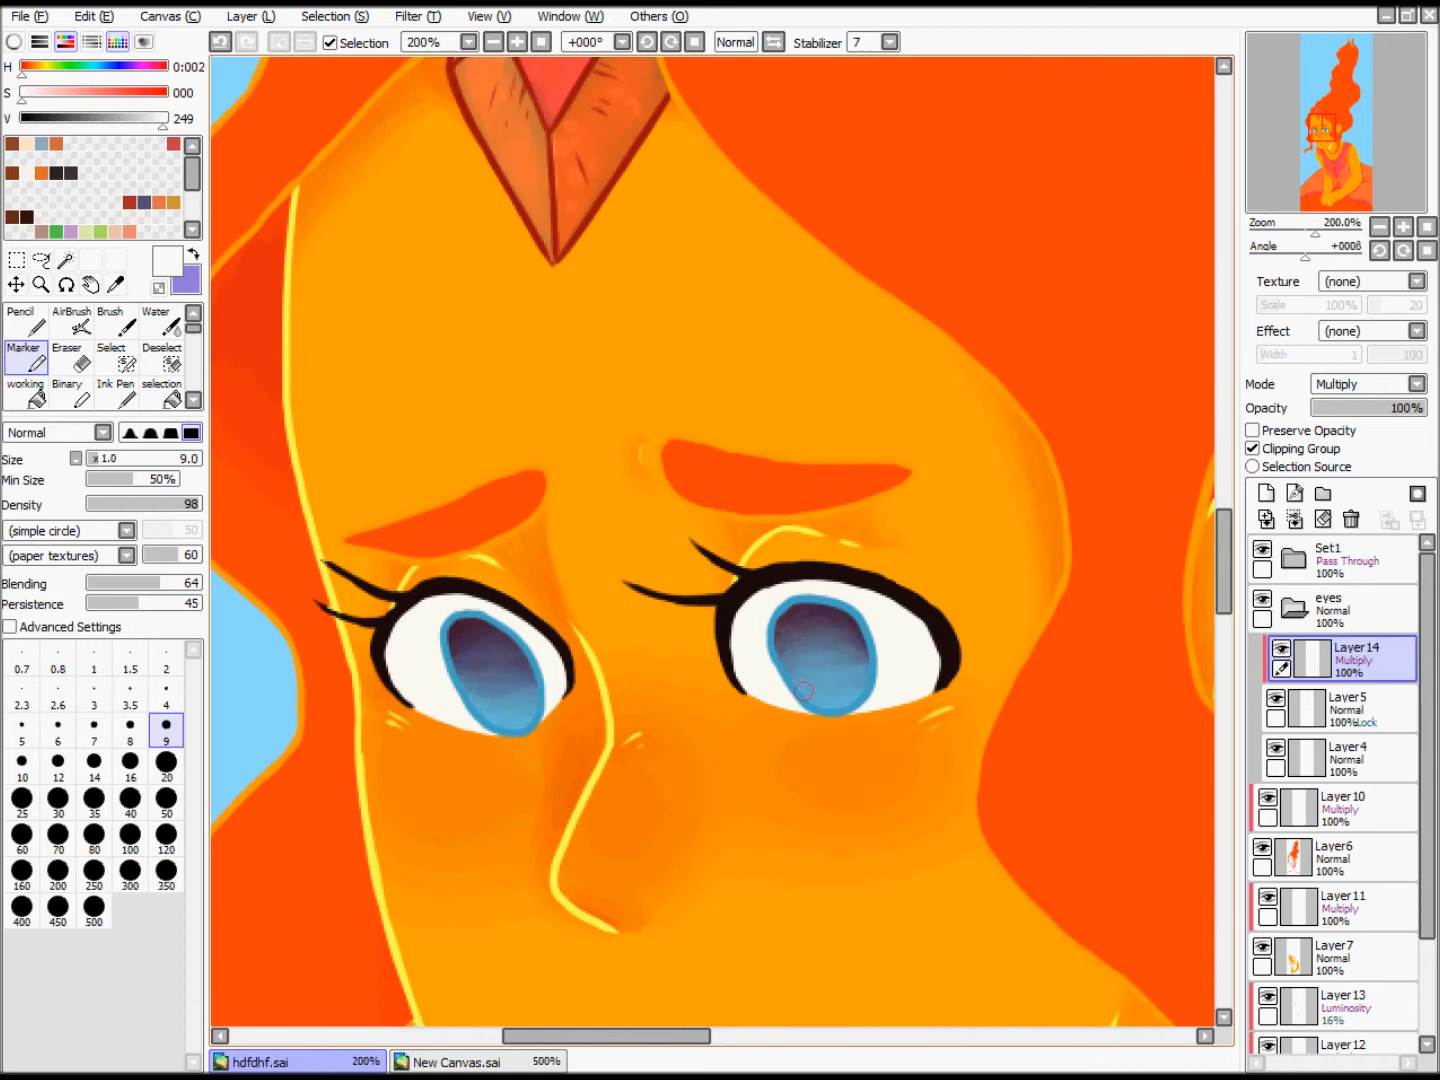 File (F) Edit (E) Canvas (C) Layer (L) Selection (S) Filter (T) View (V) Window (W) Others (O)
Selection 200% +000° Normal Stabilizer 7
H 0:002
S 000
V 249
Pencil AirBrush Brush Water
Marker Eraser Select Deselect
working Binary Ink Pen selection
Normal
Size x 1.0 9.0
Min Size 50%
Density 98
(simple circle) 50
(paper textures) 60
Blending 64
Persistence 45
Advanced Settings
0.7 0.8 1 1.5 2
2.3 2.6 3 3.5 4
5 6 7 8 9
10 12 14 16 20
25 30 35 40 50
60 70 80 100 120
160 200 250 300 350
400 450 500
Zoom 200.0%
Angle +000ß
Texture (none)
Scale 100% 20
Effect (none)
Width 1 100
Mode Multiply
Opacity 100%
Preserve Opacity
Clipping Group
Selection Source
Set1
Pass Through
100%
eyes
Normal
100%
Layer14
Multiply
100%
Layer5
Normal
100%Lock
Layer4
Normal
100%
Layer10
Multiply
100%
Layer6
Normal
100%
Layer11
Multiply
100%
Layer7
Normal
100%
Layer13
Luminosity
16%
Layer12
hdfdhf.sai 200% New Canvas.sai 500%